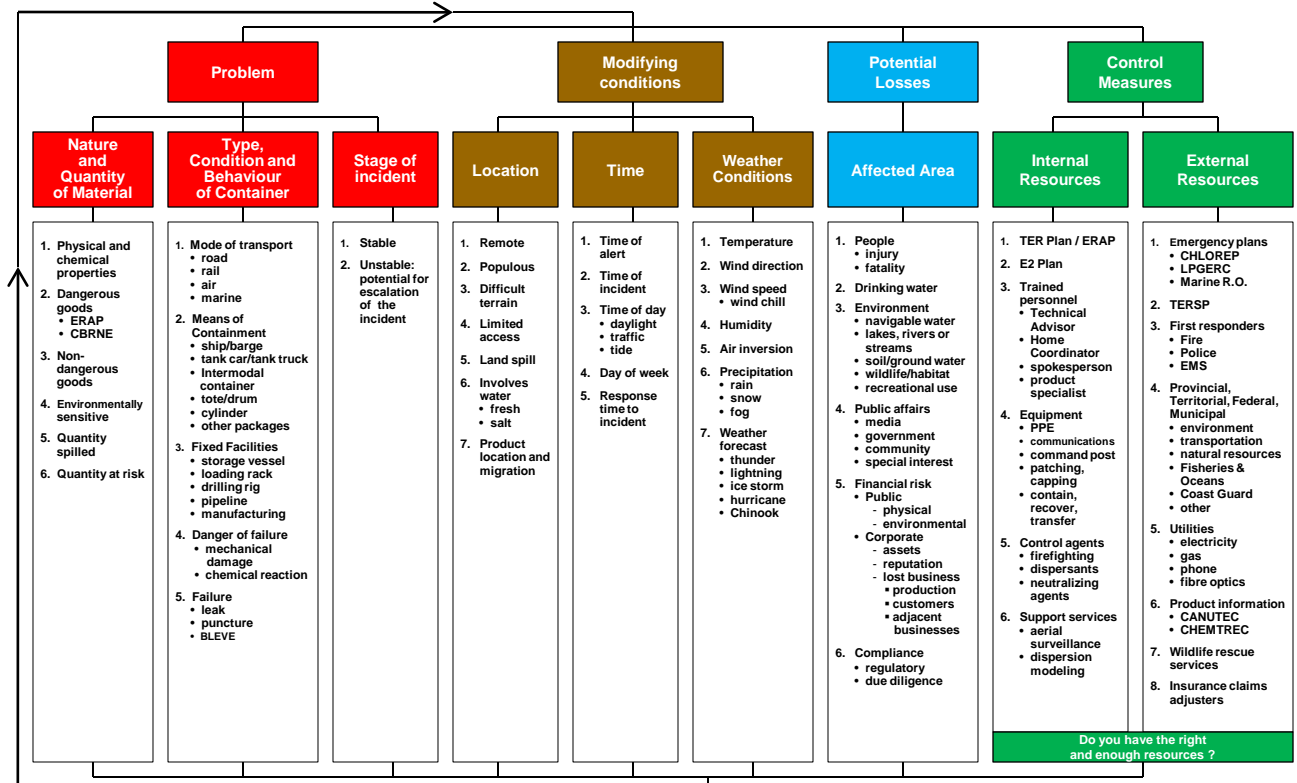 Problem
Modifying
conditions
Potential
Losses
Control
Measures
Nature
and
Quantity
of Material
Type,
Condition and
Behaviour
of Container
Stage of
incident
Location
Time
Weather
Conditions
Affected Area
Internal
Resources
External
Resources
1. Physical and
chemical
properties
2. Dangerous
goods
• ERAP
• CBRNE
3. Non-
dangerous
goods
4. Environmentally
sensitive
5. Quantity
spilled
6. Quantity at risk
1. Mode of transport
• road
• rail
• air
• marine
2. Means of
Containment
• ship/barge
• tank car/tank truck
• Intermodal
container
• tote/drum
• cylinder
• other packages
3. Fixed Facilities
• storage vessel
• loading rack
• drilling rig
• pipeline
• manufacturing
4. Danger of failure
• mechanical
damage
• chemical reaction
5. Failure
• leak
• puncture
• BLEVE
1. Stable
2. Unstable:
potential for
escalation
of the
incident
1. Remote
2. Populous
3. Difficult
terrain
4. Limited
access
5. Land spill
6. Involves
water
• fresh
• salt
7. Product
location and
migration
1. Time of
alert
2. Time of
incident
3. Time of day
• daylight
• traffic
• tide
4. Day of week
5. Response
time to
incident
1. Temperature
2. Wind direction
3. Wind speed
• wind chill
4. Humidity
5. Air inversion
6. Precipitation
• rain
• snow
• fog
7. Weather
forecast
• thunder
• lightning
• ice storm
• hurricane
• Chinook
1. People
• injury
• fatality
2. Drinking water
3. Environment
• navigable water
• lakes, rivers or
streams
• soil/ground water
• wildlife/habitat
• recreational use
4. Public affairs
• media
• government
• community
• special interest
5. Financial risk
• Public
- physical
- environmental
• Corporate
- assets
- reputation
- lost business
▪ production
▪ customers
▪ adjacent
businesses
6. Compliance
• regulatory
• due diligence
1. TER Plan / ERAP
2. E2 Plan
3. Trained
personnel
• Technical
Advisor
• Home
Coordinator
• spokesperson
• product
specialist
4. Equipment
• PPE
• communications
• command post
• patching,
capping
• contain,
recover,
transfer
5. Control agents
• firefighting
• dispersants
• neutralizing
agents
6. Support services
• aerial
surveillance
• dispersion
modeling
1. Emergency plans
• CHLOREP
• LPGERC
• Marine R.O.
2. TERSP
3. First responders
• Fire
• Police
• EMS
4. Provincial,
Territorial, Federal,
Municipal
• environment
• transportation
• natural resources
• Fisheries &
Oceans
• Coast Guard
• other
5. Utilities
• electricity
• gas
• phone
• fibre optics
6. Product information
• CANUTEC
• CHEMTREC
7. Wildlife rescue
services
8. Insurance claims
adjusters
Do you have the right
and enough resources ?